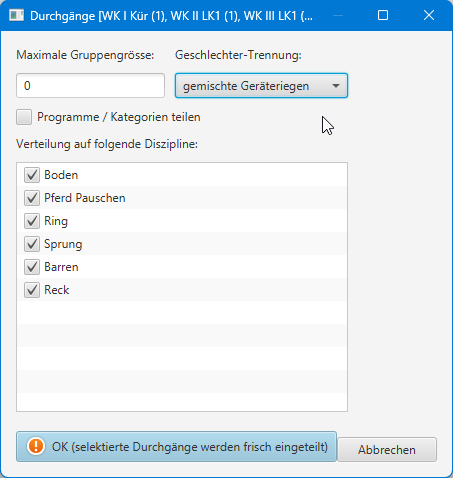 Durchgänge [WK I Kür (1), WK II LK1 (1), WK III LK1 (...
Maximale Gruppengrösse: Geschlechter-Trennung:
0 gemischte Geräteriegen
Programme / Kategorien teilen
Verteilung auf folgende Diszipline:
Boden
Pferd Pauschen
Ring
Sprung
Barren
Reck
OK (selektierte Durchgänge werden frisch eingeteilt) Abbrechen